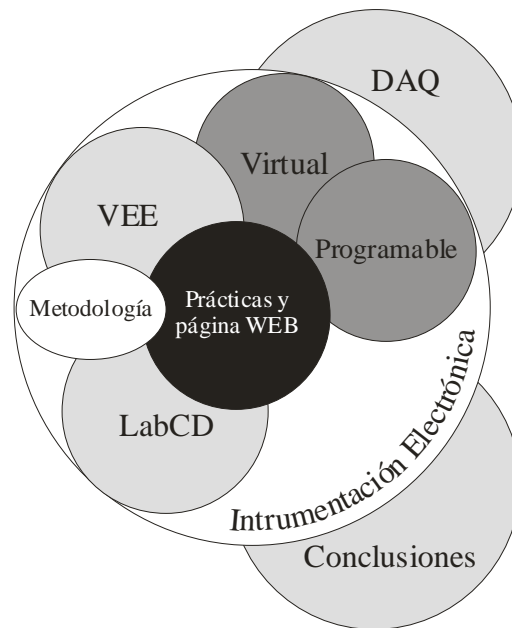 DAQ
Virtual
VEE
Programable
Metodología
Prácticas y
página WEB
LabCD
Intrumentación Electrónica
Conclusiones